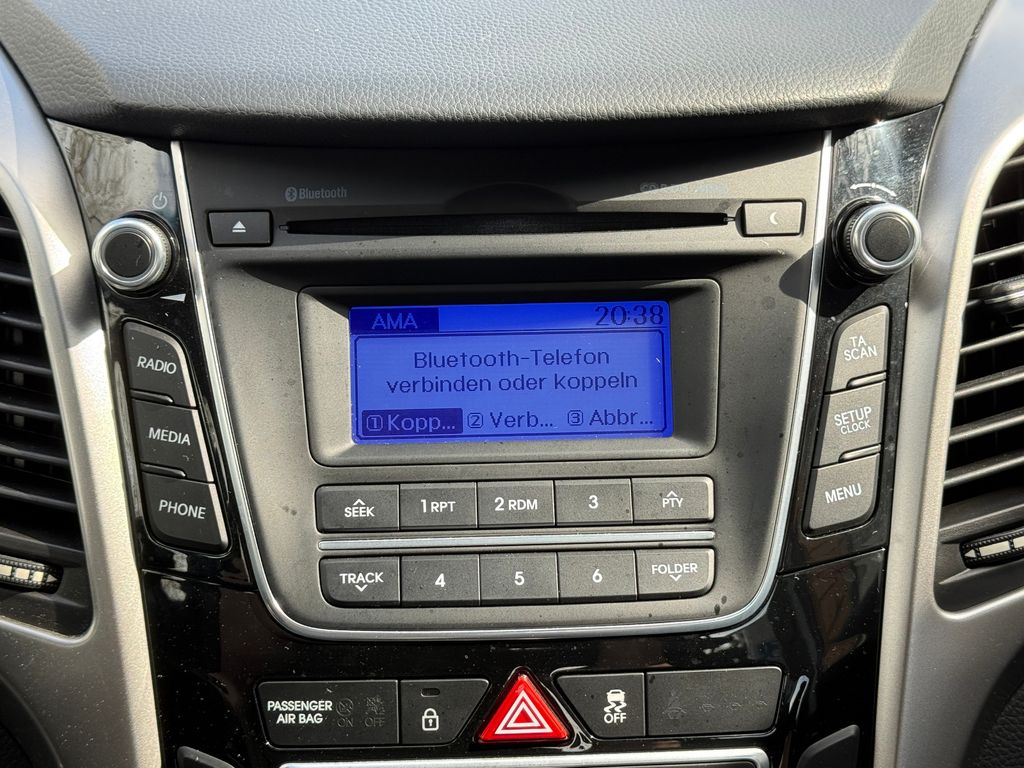 Bluetooth
AMA
20:38
Bluetooth-Telefon
verbinden oder koppeln
1 Kopp... 2 Verb... 3 Abbr...
RADIO
MEDIA
PHONE
TA
SCAN
SETUP
CLOCK
MENU
SEEK
1 RPT
2 RDM
3
PTY
TRACK
4
5
6
FOLDER
PASSENGER
AIR BAG
ON
OFF
OFF